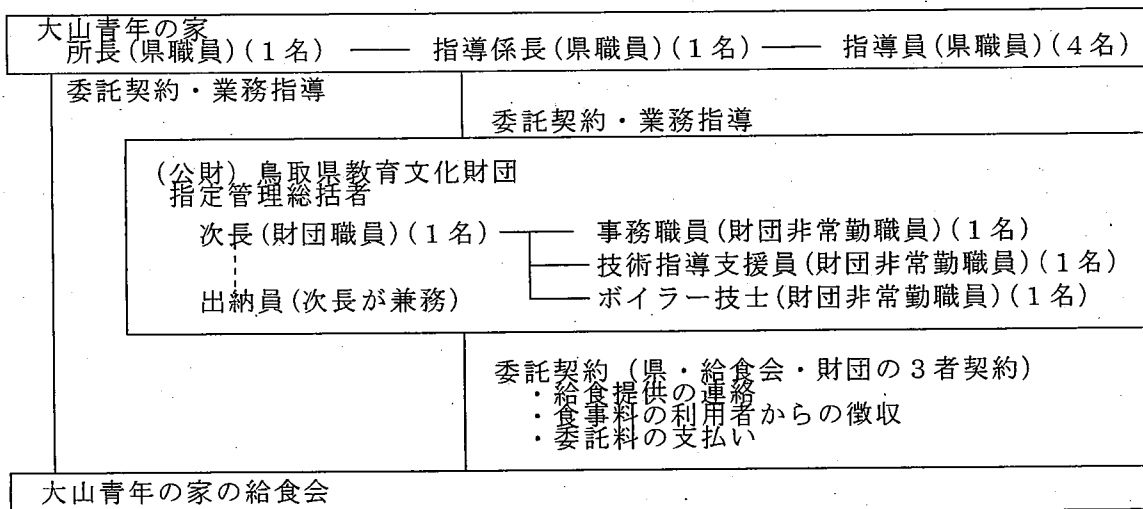 大山青年の家
所長(県職員)(1名) ── 指導係長(県職員)(1名) ── 指導員(県職員)(4名)
委託契約・業務指導
委託契約・業務指導
(公財)鳥取県教育文化財団
指定管理総括者
次長(財団職員)(1名) ── 事務職員(財団非常勤職員)(1名)
技術指導支援員(財団非常勤職員)(1名)
出納員(次長が兼務) ボイラー技士(財団非常勤職員)(1名)
委託契約(県・給食会・財団の3者契約)
・給食提供の連絡
・食事料の利用者からの徴収
・委託料の支払い
大山青年の家の給食会